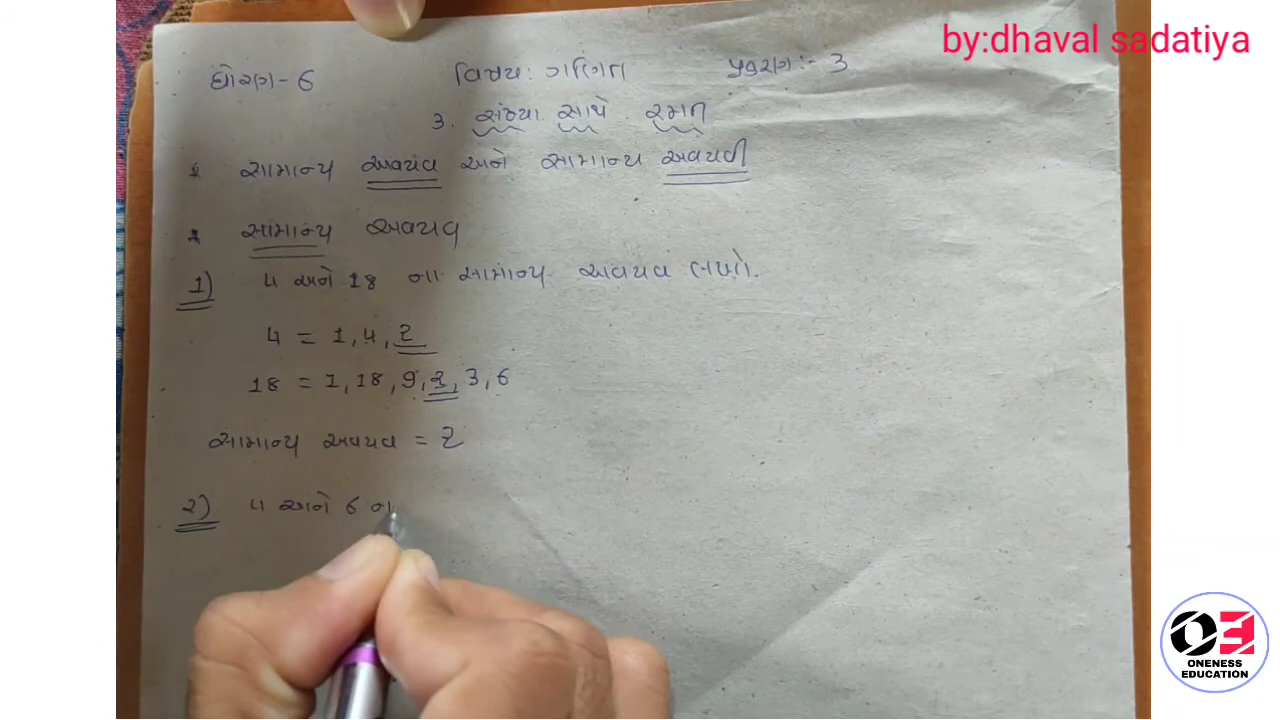 by:dhaval sadatiya
ધોરણ-6 વિષય: ગણિત પ્રકરણ:- 3
3. સંખ્યા સાથે રમત
* સામાન્ય અવયવ અને સામાન્ય અવયવી
* સામાન્ય અવયવ
1) 4 અને 18 ના સામાન્ય અવયવ લખો.
4 = 1, 4, 2
18 = 1, 18, 9, 2, 3, 6
સામાન્ય અવયવ = 2
૨) 4 અને 6 ના
OE
ONENESS
EDUCATION